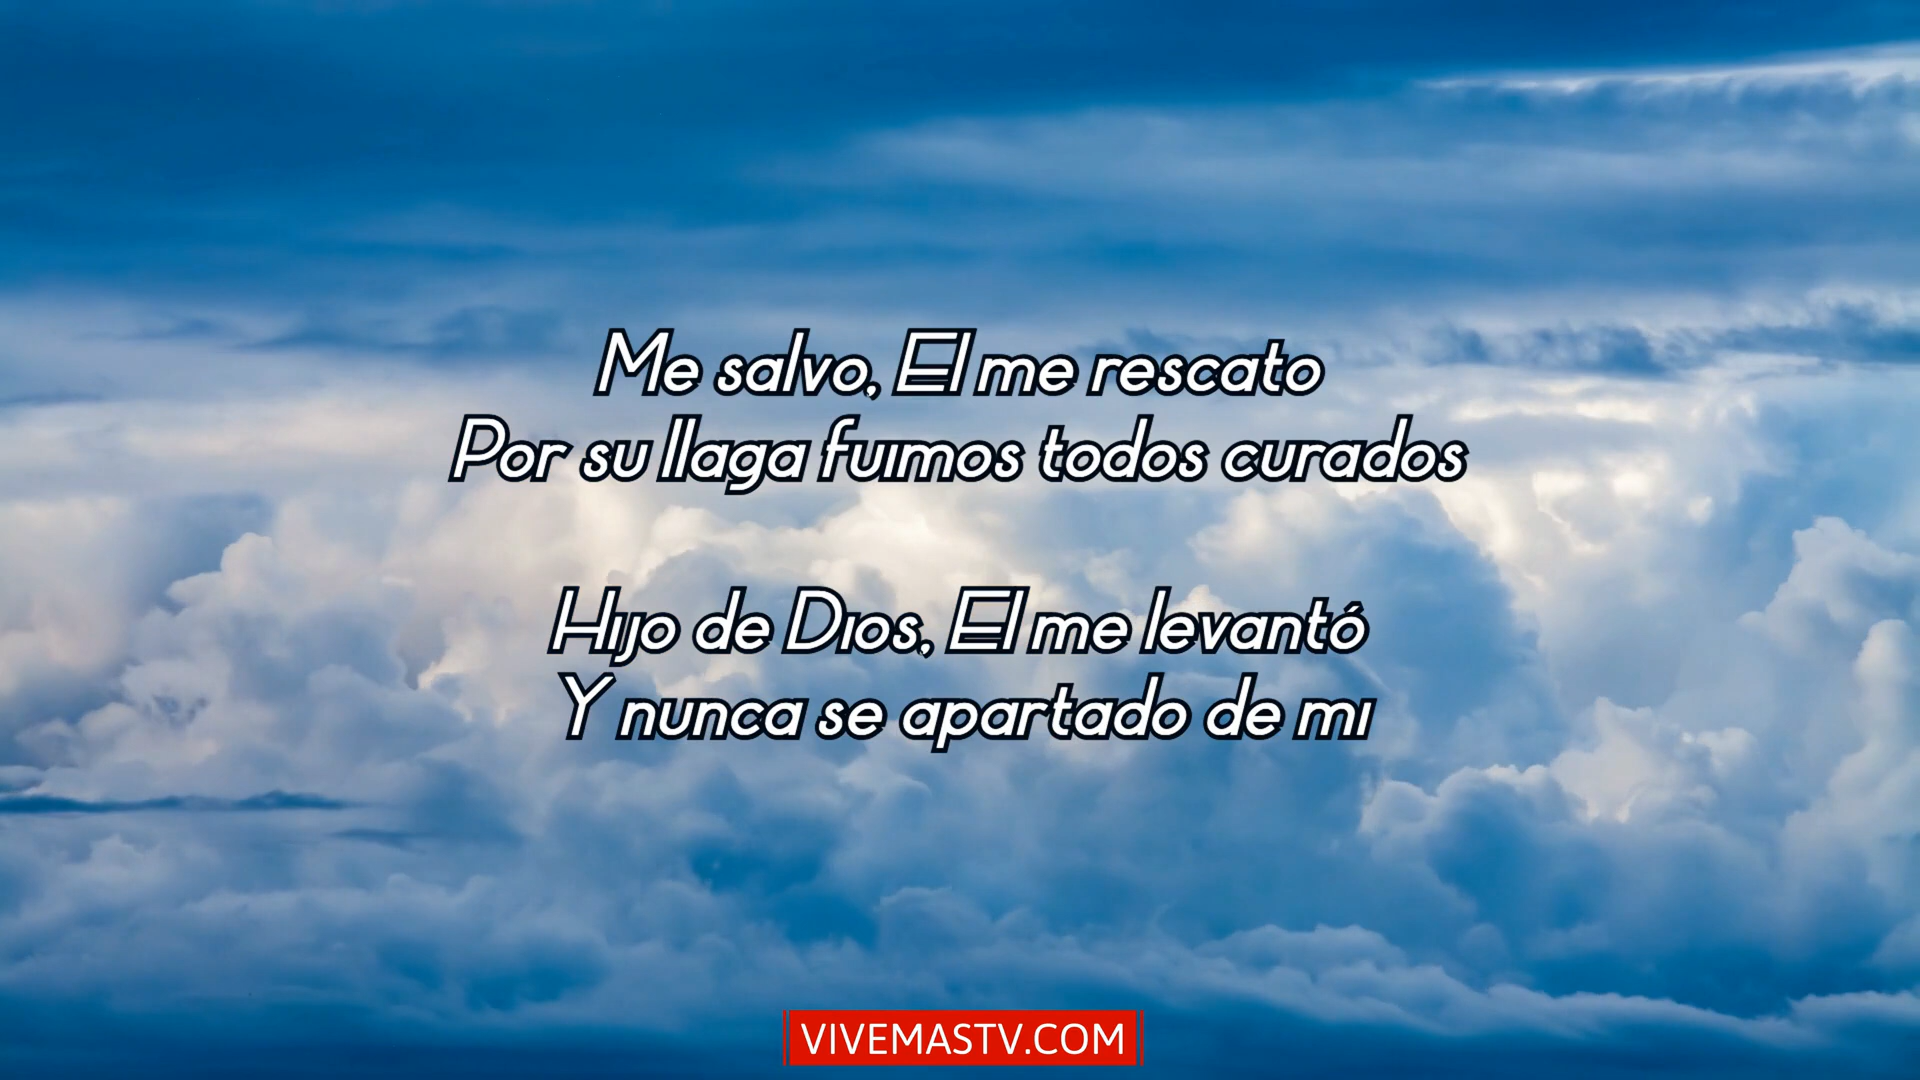 Me salvo, El me rescato
Por su llaga fuimos todos curados
Hijo de Dios, El me levantó
Y nunca se apartado de mi
VIVEMASTV.COM